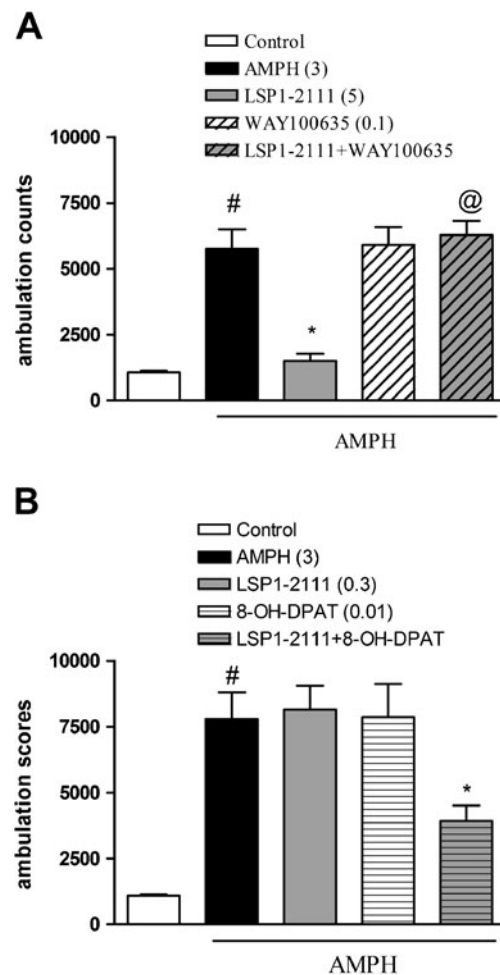 A
Control
AMPH (3)
LSP1-2111 (5)
WAY100635 (0.1)
LSP1-2111+WAY100635
10000
7500
5000
2500
0
ambulation counts
#
*
@
AMPH
B
Control
AMPH (3)
LSP1-2111 (0.3)
8-OH-DPAT (0.01)
LSP1-2111+8-OH-DPAT
10000
7500
5000
2500
0
ambulation scores
#
*
AMPH